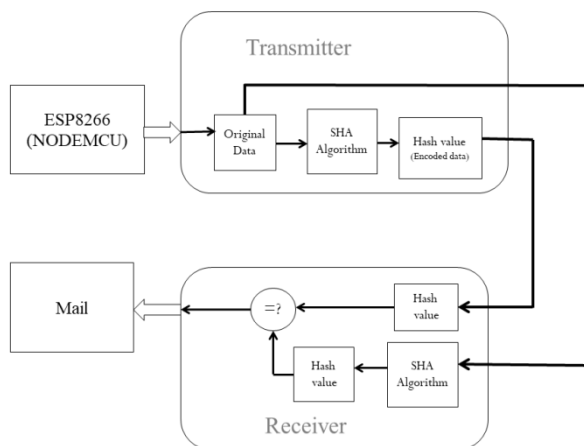 Transmitter
ESP8266
(NODEMCU)
Original
Data
SHA
Algorithm
Hash value
(Encoded data)
Mail
=?
Hash
value
Hash
value
SHA
Algorithm
Receiver